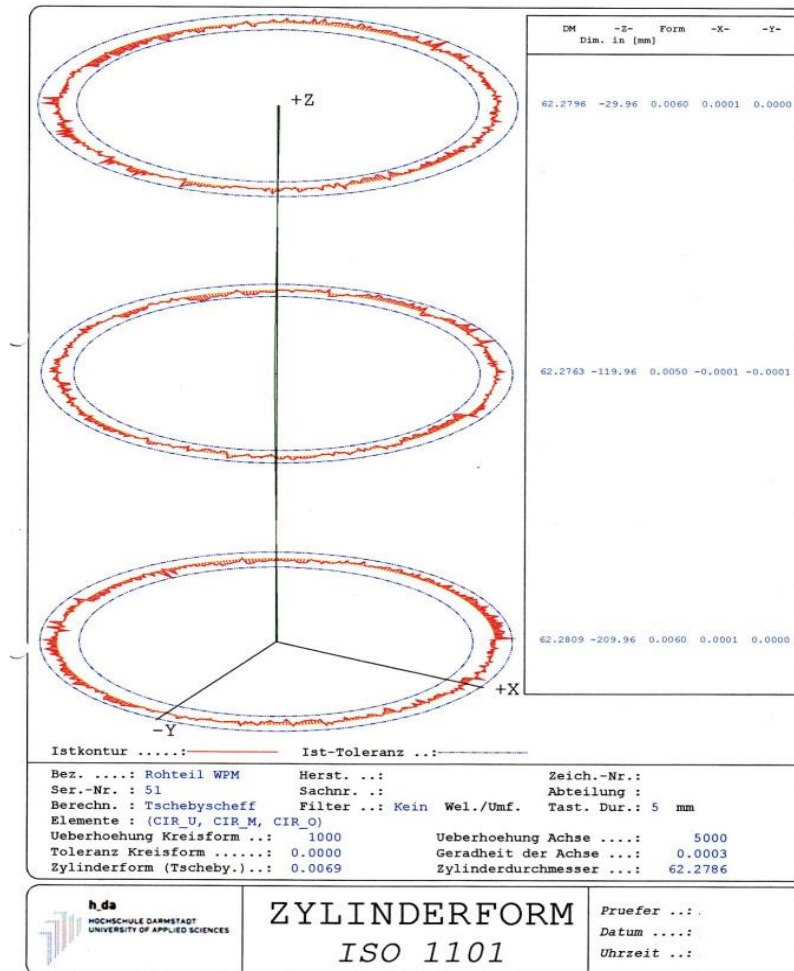 DM -Z- Form -X- -Y-
Dim. in [mm]
+Z
62.2796 -29.96 0.0060 0.0001 0.0000
62.2763 -119.96 0.0050 -0.0001 -0.0001
62.2809 -209.96 0.0060 0.0001 0.0000
+X
-Y
Istkontur .....: Ist-Toleranz ..:
Bez. ....: Rohteil WPM Herst. ..: Zeich.-Nr.:
Ser.-Nr. : 51 Sachnr. ..: Abteilung :
Berechn. : Tschebyscheff Filter ..: Kein Wel./Umf. Tast. Dur.: 5 mm
Elemente : (CIR_U, CIR_M, CIR_O)
Ueberhoehung Kreisform ..: 1000 Ueberhoehung Achse ....: 5000
Toleranz Kreisform ......: 0.0000 Geradheit der Achse ...: 0.0003
Zylinderform (Tscheby.)..: 0.0069 Zylinderdurchmesser ...: 62.2786
h_da
HOCHSCHULE DARMSTADT
UNIVERSITY OF APPLIED SCIENCES
ZYLINDERFORM
ISO 1101
Pruefer ..:
Datum ....:
Uhrzeit ..: